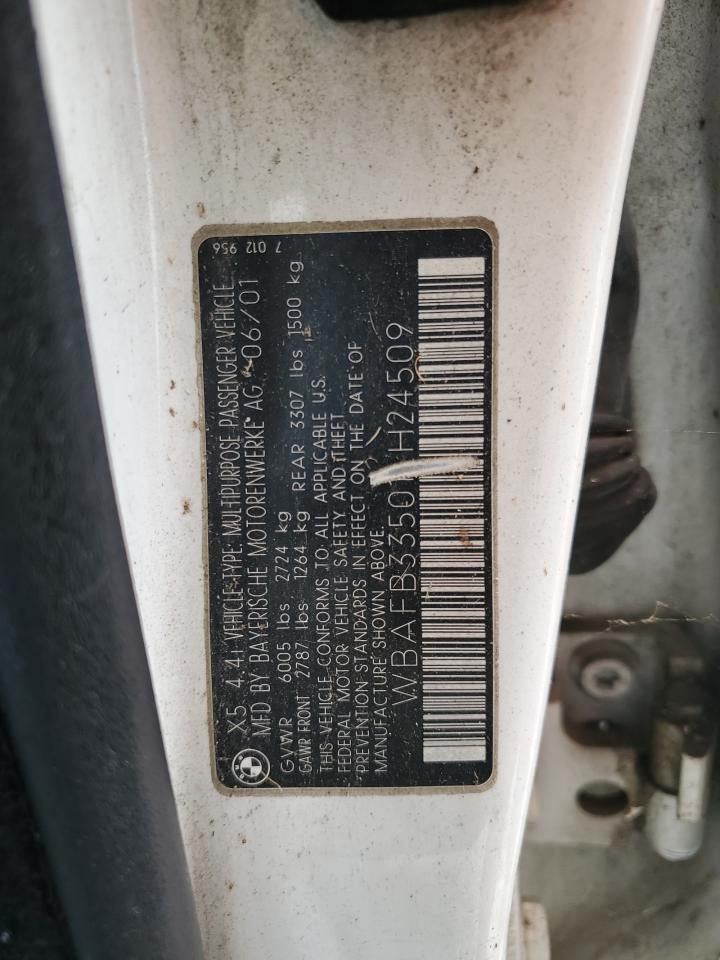 7 012 956
X5 4.4I VEHICLE-TYPE: MULTIPURPOSE PASSENGER VEHICLE
MFD BY BAYERISCHE MOTORENWERKE AG 06/01
GVWR 6005 lbs 2724 kg
GAWR FRONT 2787 lbs 1264 kg REAR 3307 lbs 1500 kg
THIS VEHICLE CONFORMS TO ALL APPLICABLE U.S.
FEDERAL MOTOR VEHICLE SAFETY AND THEFT
PREVENTION STANDARDS IN EFFECT ON THE DATE OF
MANUFACTURE SHOWN ABOVE.
WBAFB3350 H24509